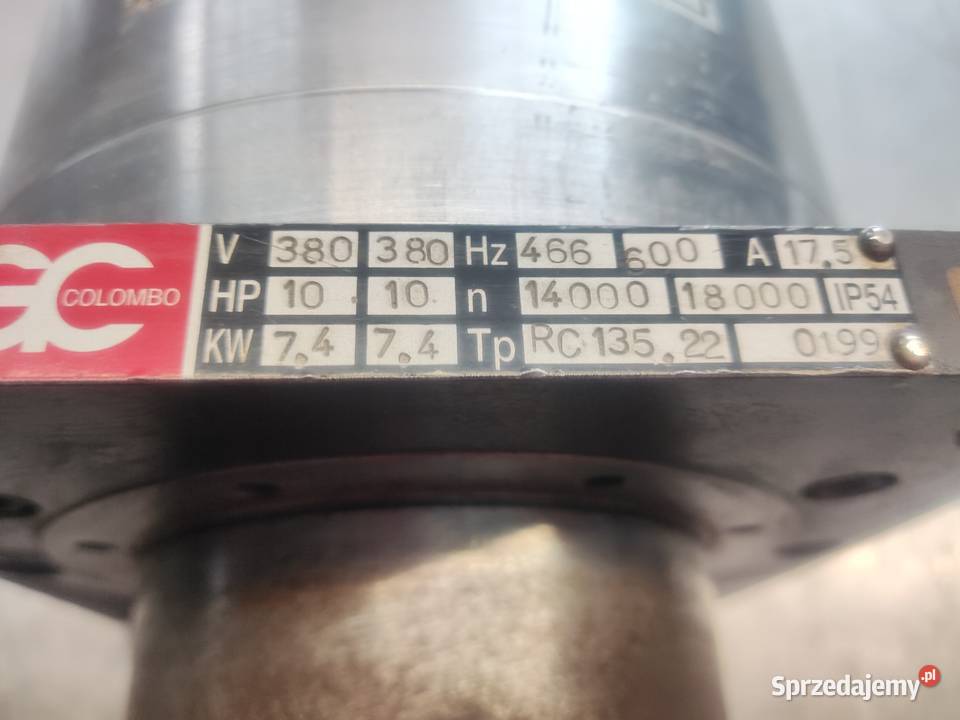 GC COLOMBO
V 380 380 Hz 466 600 A 17.5
HP 10 10 n 14000 18000 IP54
KW 7.4 7.4 Tp RC 135.22 0199
Sprzedajemy.pl